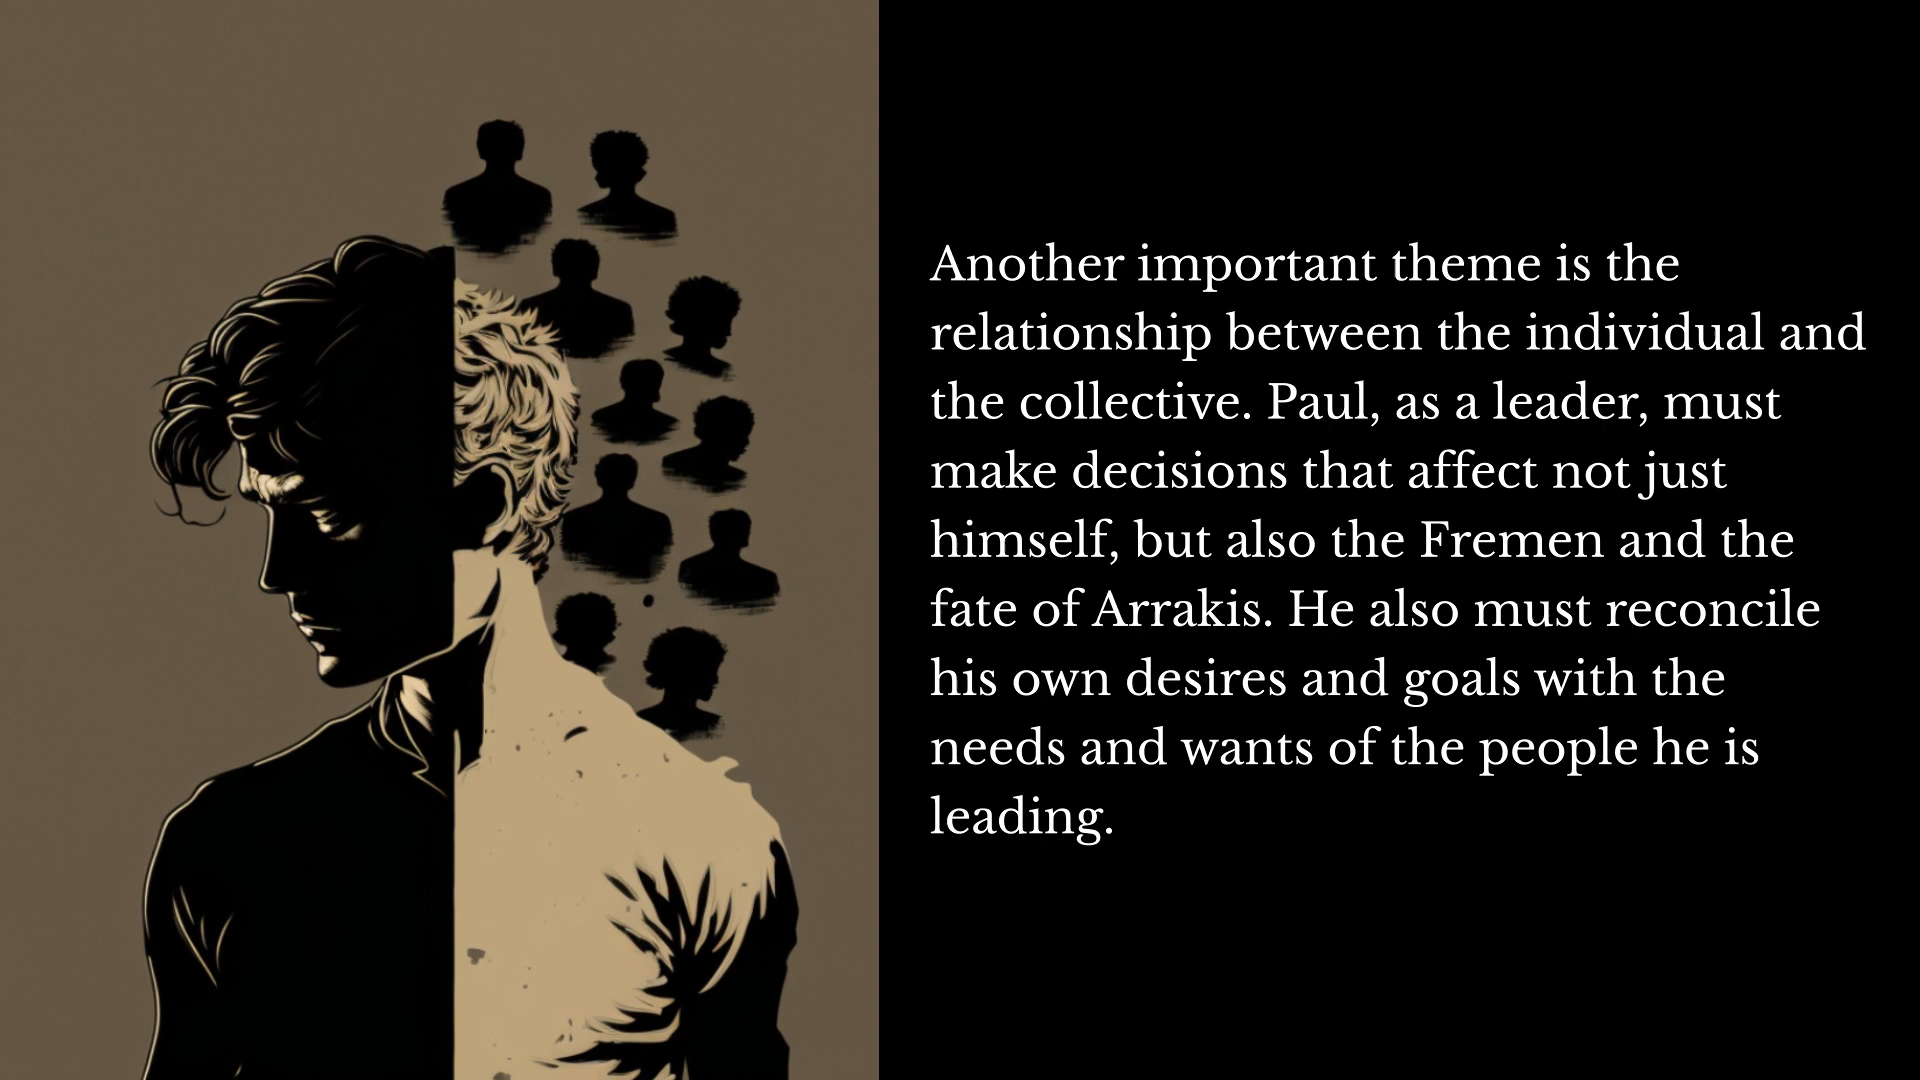 Another important theme is the
relationship between the individual and
the collective. Paul, as a leader, must
make decisions that affect not just
himself, but also the Fremen and the
fate of Arrakis. He also must reconcile
his own desires and goals with the
needs and wants of the people he is
leading.